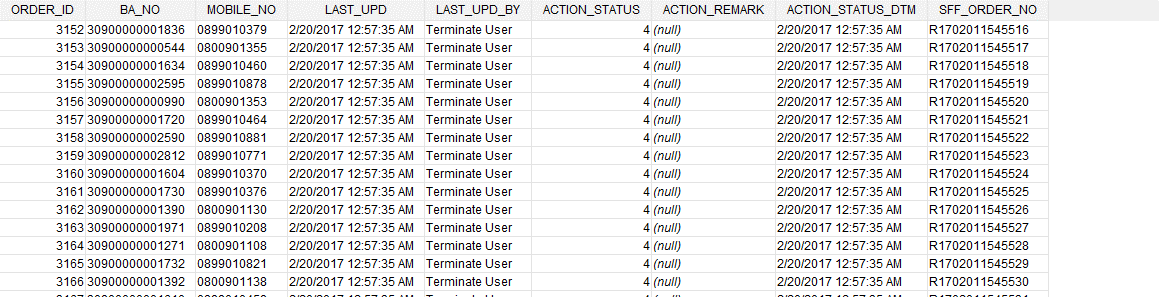 ORDER_ID BA_NO MOBILE_NO LAST_UPD LAST_UPD_BY ACTION_STATUS ACTION_REMARK ACTION_STATUS_DTM SFF_ORDER_NO
3152 30900000001836 0899010379 2/20/2017 12:57:35 AM Terminate User 4 (null) 2/20/2017 12:57:35 AM R1702011545516
3153 30900000000544 0800901355 2/20/2017 12:57:35 AM Terminate User 4 (null) 2/20/2017 12:57:35 AM R1702011545517
3154 30900000001634 0899010460 2/20/2017 12:57:35 AM Terminate User 4 (null) 2/20/2017 12:57:35 AM R1702011545518
3155 30900000002595 0899010878 2/20/2017 12:57:35 AM Terminate User 4 (null) 2/20/2017 12:57:35 AM R1702011545519
3156 30900000000990 0800901353 2/20/2017 12:57:35 AM Terminate User 4 (null) 2/20/2017 12:57:35 AM R1702011545520
3157 30900000001720 0899010464 2/20/2017 12:57:35 AM Terminate User 4 (null) 2/20/2017 12:57:35 AM R1702011545521
3158 30900000002590 0899010881 2/20/2017 12:57:35 AM Terminate User 4 (null) 2/20/2017 12:57:35 AM R1702011545522
3159 30900000002812 0899010771 2/20/2017 12:57:35 AM Terminate User 4 (null) 2/20/2017 12:57:35 AM R1702011545523
3160 30900000001604 0899010370 2/20/2017 12:57:35 AM Terminate User 4 (null) 2/20/2017 12:57:35 AM R1702011545524
3161 30900000001730 0899010376 2/20/2017 12:57:35 AM Terminate User 4 (null) 2/20/2017 12:57:35 AM R1702011545525
3162 30900000001390 0800901130 2/20/2017 12:57:35 AM Terminate User 4 (null) 2/20/2017 12:57:35 AM R1702011545526
3163 30900000001971 0899010208 2/20/2017 12:57:35 AM Terminate User 4 (null) 2/20/2017 12:57:35 AM R1702011545527
3164 30900000001271 0800901108 2/20/2017 12:57:35 AM Terminate User 4 (null) 2/20/2017 12:57:35 AM R1702011545528
3165 30900000001732 0899010821 2/20/2017 12:57:35 AM Terminate User 4 (null) 2/20/2017 12:57:35 AM R1702011545529
3166 30900000001392 0800901138 2/20/2017 12:57:35 AM Terminate User 4 (null) 2/20/2017 12:57:35 AM R1702011545530